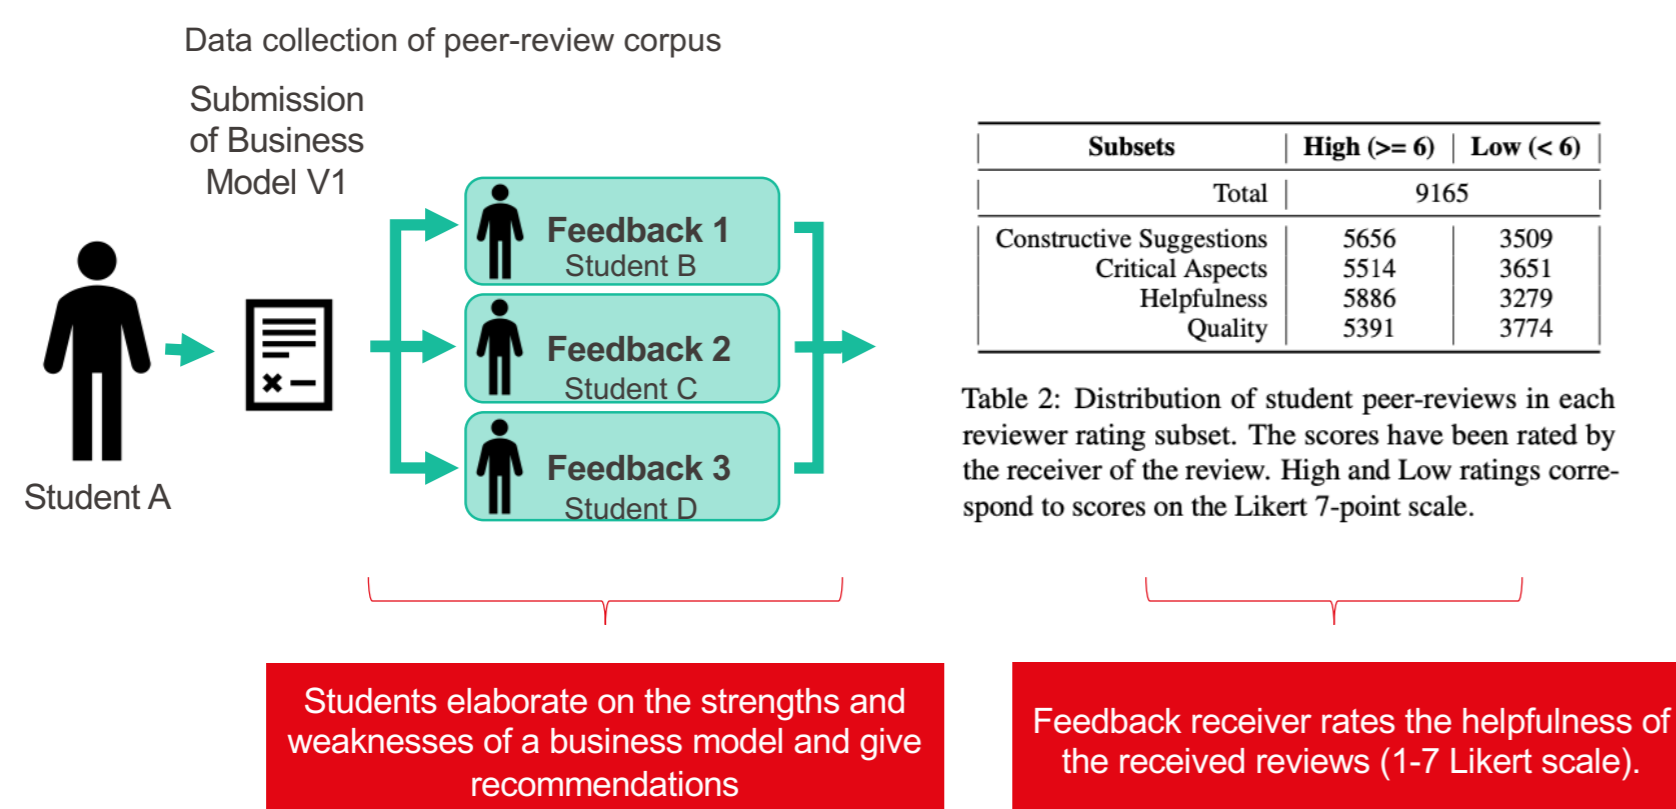 Data collection of peer-review corpus
Submission
of Business
Model V1
Student A
Feedback 1
Student B
Feedback 2
Student C
Feedback 3
Student D
Subsets High (>= 6) Low (< 6)
Total 9165
Constructive Suggestions 5656 3509
Critical Aspects 5514 3651
Helpfulness 5886 3279
Quality 5391 3774
Table 2: Distribution of student peer-reviews in each
reviewer rating subset. The scores have been rated by
the receiver of the review. High and Low ratings corre-
spond to scores on the Likert 7-point scale.
Students elaborate on the strengths and
weaknesses of a business model and give
recommendations
Feedback receiver rates the helpfulness of
the received reviews (1-7 Likert scale).